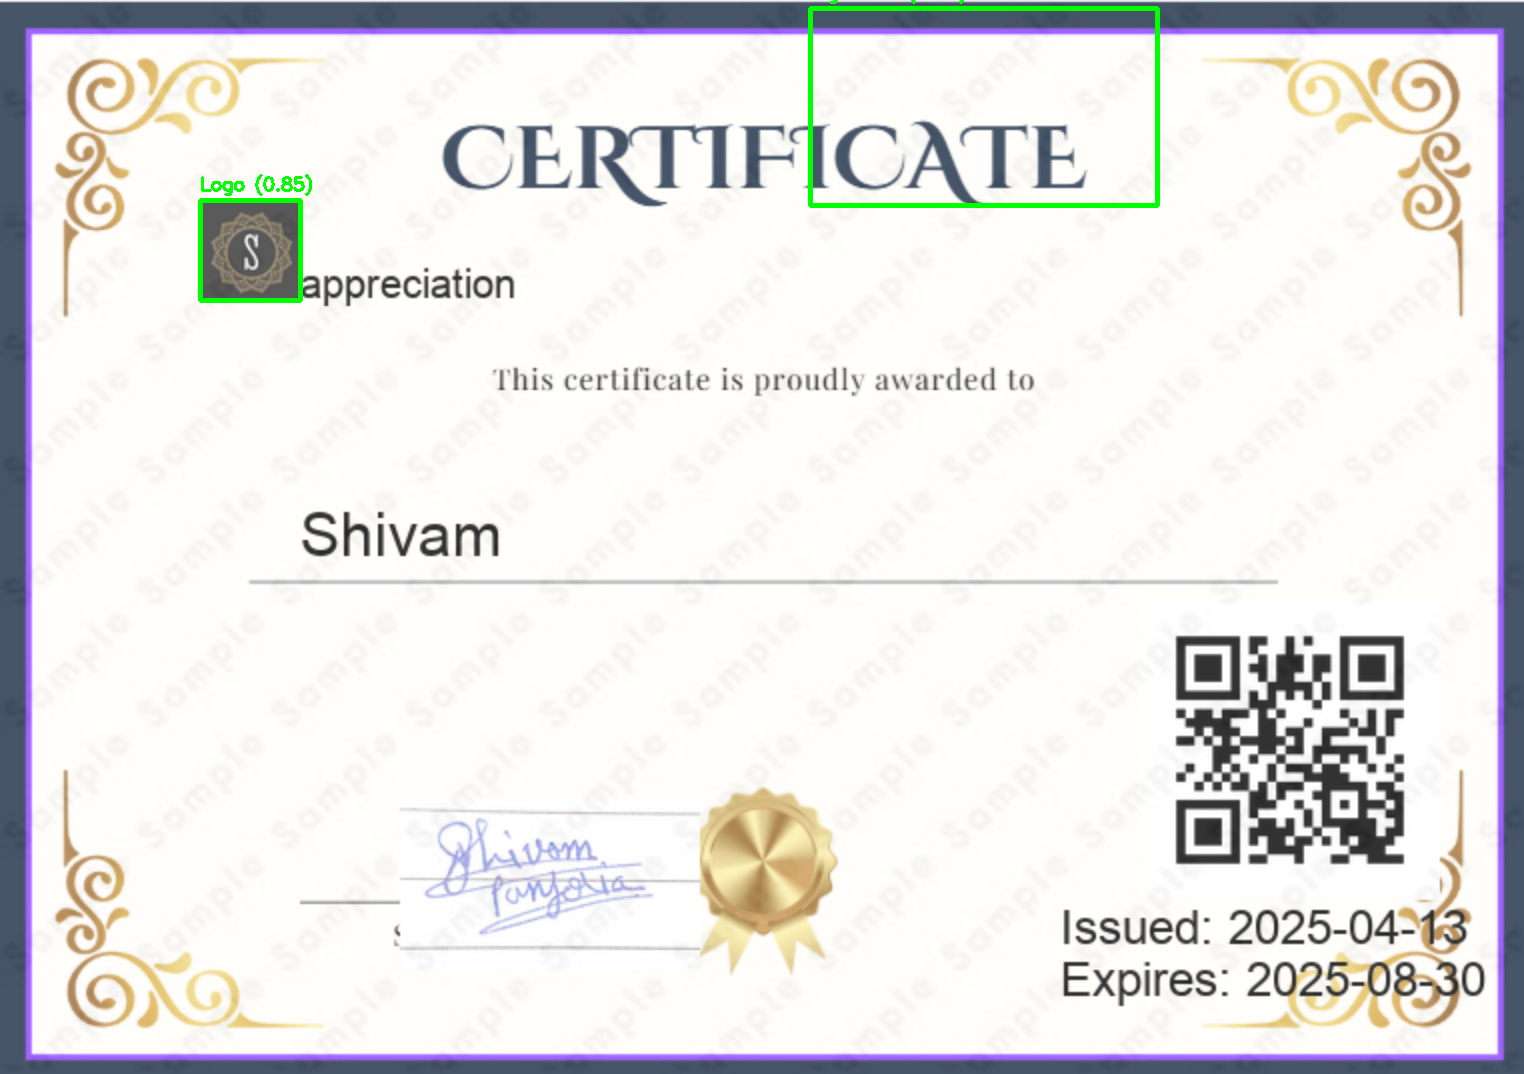 CERTIFICATE
Logo (0.85)
S
appreciation
This certificate is proudly awarded to
Shivam
Shivam
Panjolia
Issued: 2025-04-13
Expires: 2025-08-30
Sample